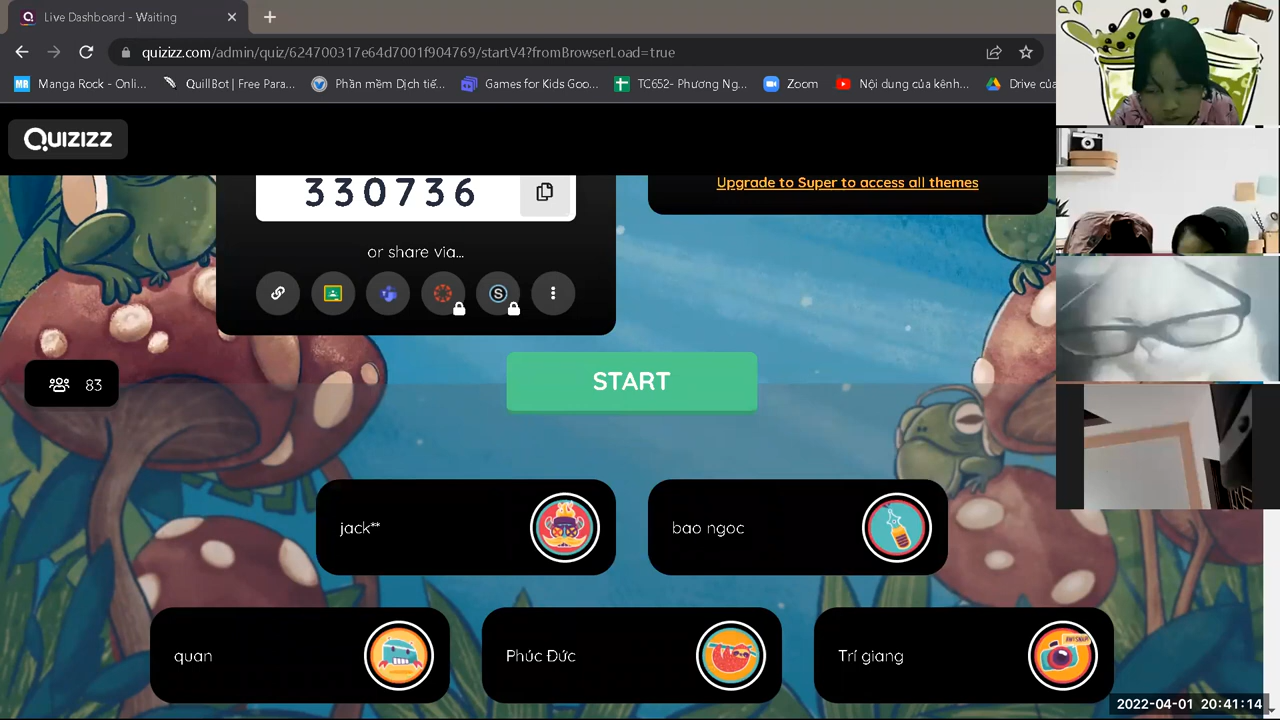 Live Dashboard - Waiting
quizizz.com/admin/quiz/624700317e64d7001f904769/startV4?fromBrowserLoad=true
MR Manga Rock - Onli...
QuillBot | Free Para...
Phần mềm Dịch tiế...
Game for ESL
TC652- Phương Ng...
Zoom
Nội dung của kênh...
Drive của
QUIZIZZ
330736
Upgrade to Super to access all themes
or share via...
S
83
START
jack**
bao ngoc
quan
Phúc Đức
Trí giang
2022-04-01 20:41:14